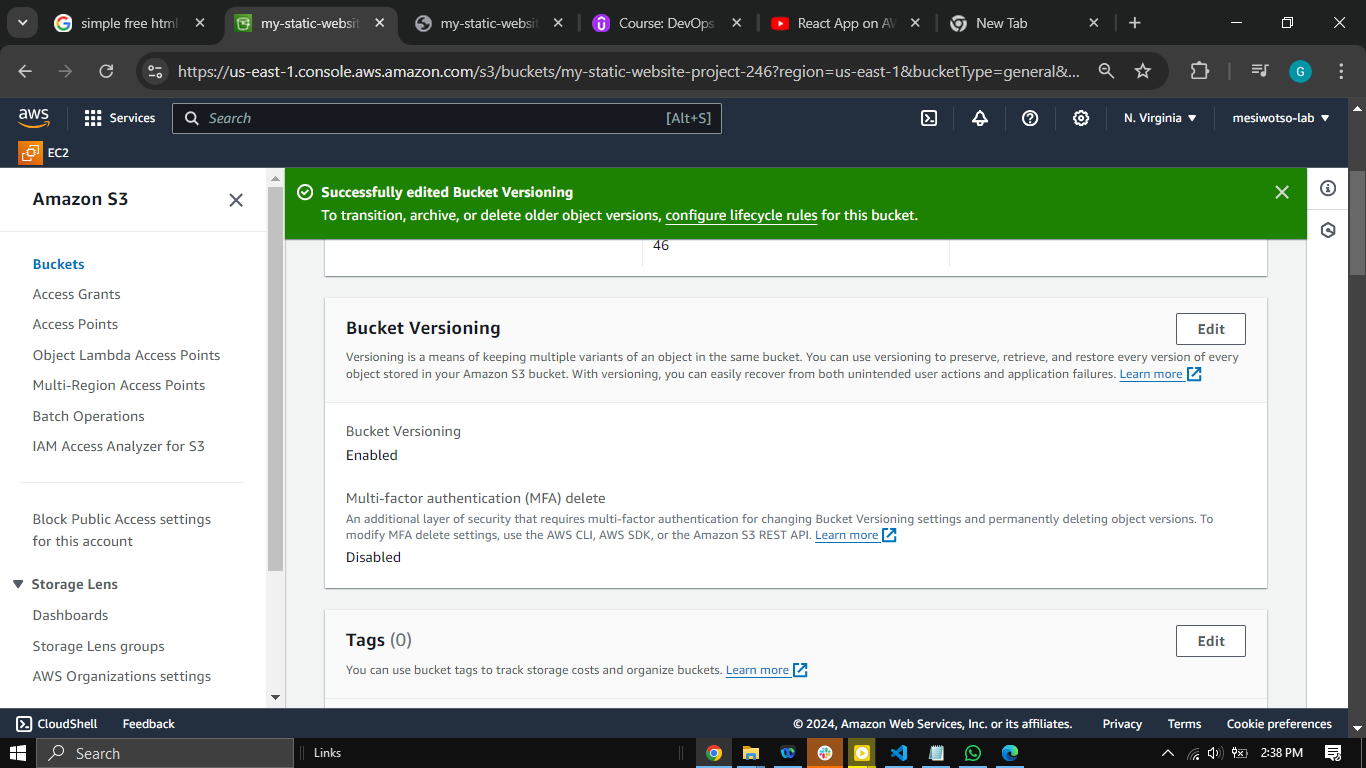 simple free html
my-static-websit
my-static-websit
Course: DevOps
React App on AW
New Tab
https://us-east-1.console.aws.amazon.com/s3/buckets/my-static-website-project-246?region=us-east-1&bucketType=general&...
G
aws
Services
Search
[Alt+S]
N. Virginia
mesiwotso-lab
EC2
Amazon S3
Buckets
Access Grants
Access Points
Object Lambda Access Points
Multi-Region Access Points
Batch Operations
IAM Access Analyzer for S3
Block Public Access settings
for this account
Storage Lens
Dashboards
Storage Lens groups
AWS Organizations settings
Successfully edited Bucket Versioning
To transition, archive, or delete older object versions, configure lifecycle rules for this bucket.
46
Bucket Versioning
Edit
Versioning is a means of keeping multiple variants of an object in the same bucket. You can use versioning to preserve, retrieve, and restore every version of every
object stored in your Amazon S3 bucket. With versioning, you can easily recover from both unintended user actions and application failures. Learn more
Bucket Versioning
Enabled
Multi-factor authentication (MFA) delete
An additional layer of security that requires multi-factor authentication for changing Bucket Versioning settings and permanently deleting object versions. To
modify MFA delete settings, use the AWS CLI, AWS SDK, or the Amazon S3 REST API. Learn more
Disabled
Tags (0)
Edit
You can use bucket tags to track storage costs and organize buckets. Learn more
CloudShell
Feedback
© 2024, Amazon Web Services, Inc. or its affiliates.
Privacy
Terms
Cookie preferences
Search
Links
2:38 PM